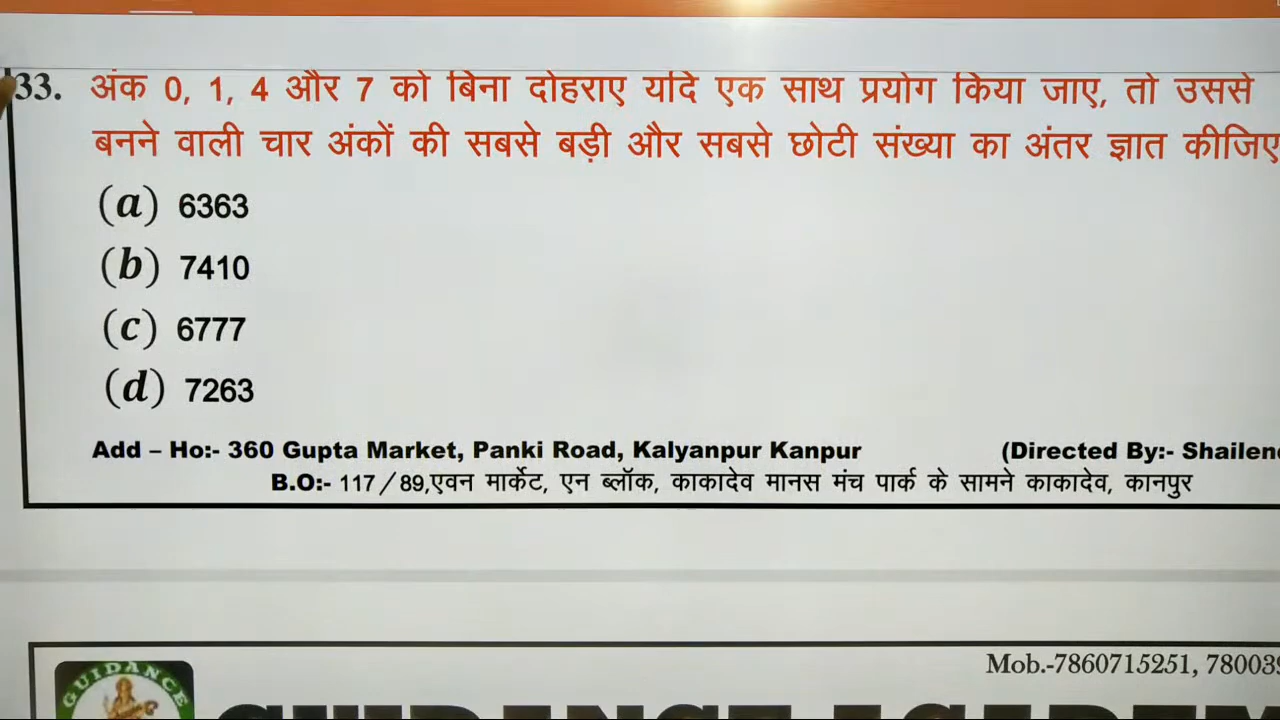 33. अंक 0, 1, 4 और 7 को बिना दोहराए यदि एक साथ प्रयोग किया जाए, तो उससे
बनने वाली चार अंकों की सबसे बड़ी और सबसे छोटी संख्या का अंतर ज्ञात कीजिए
(a) 6363
(b) 7410
(c) 6777
(d) 7263
Add – Ho:- 360 Gupta Market, Panki Road, Kalyanpur Kanpur (Directed By:-
B.O:- 117/89,एवन मार्केट, एन ब्लॉक, काकादेव मानस मंच पार्क के सामने काकादेव, कानपुर
Mob.-7860715251,
GUIDANCE
GUIDANCE